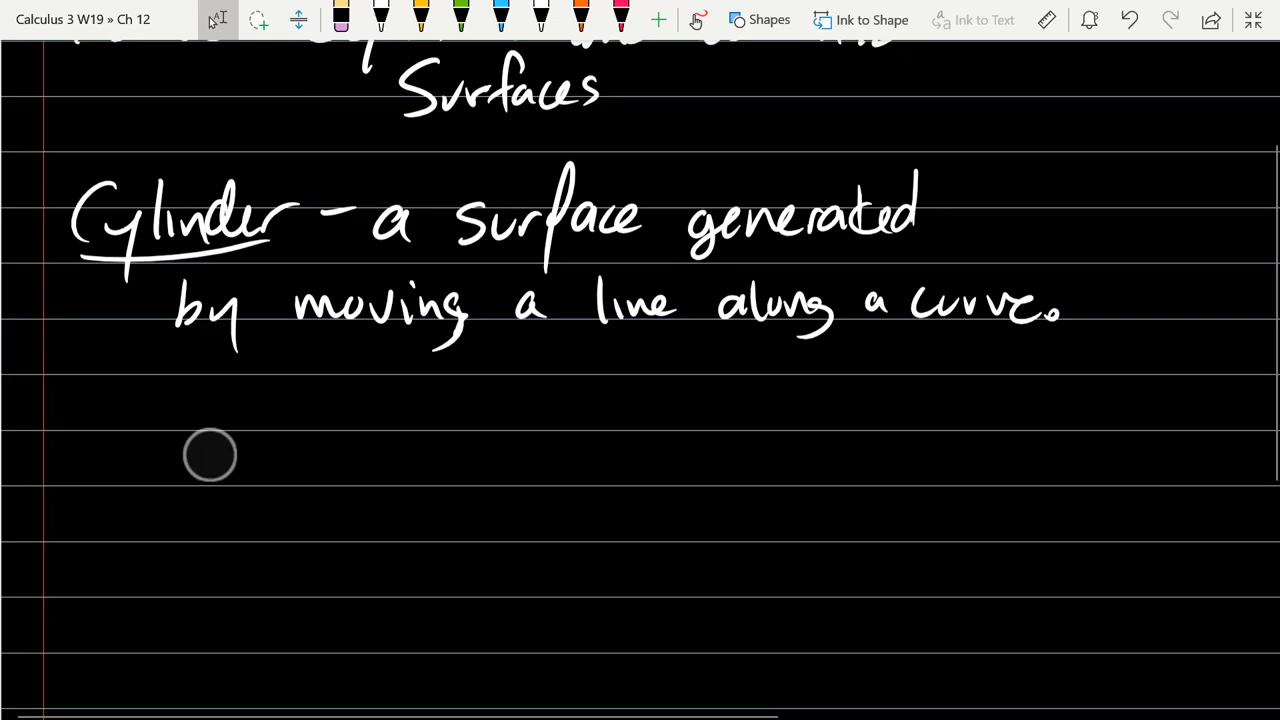 Calculus 3 W19 » Ch 12
Shapes
Ink to Shape
Ink to Text
Surfaces
Cylinder - a surface generated
by moving a line along a curve.